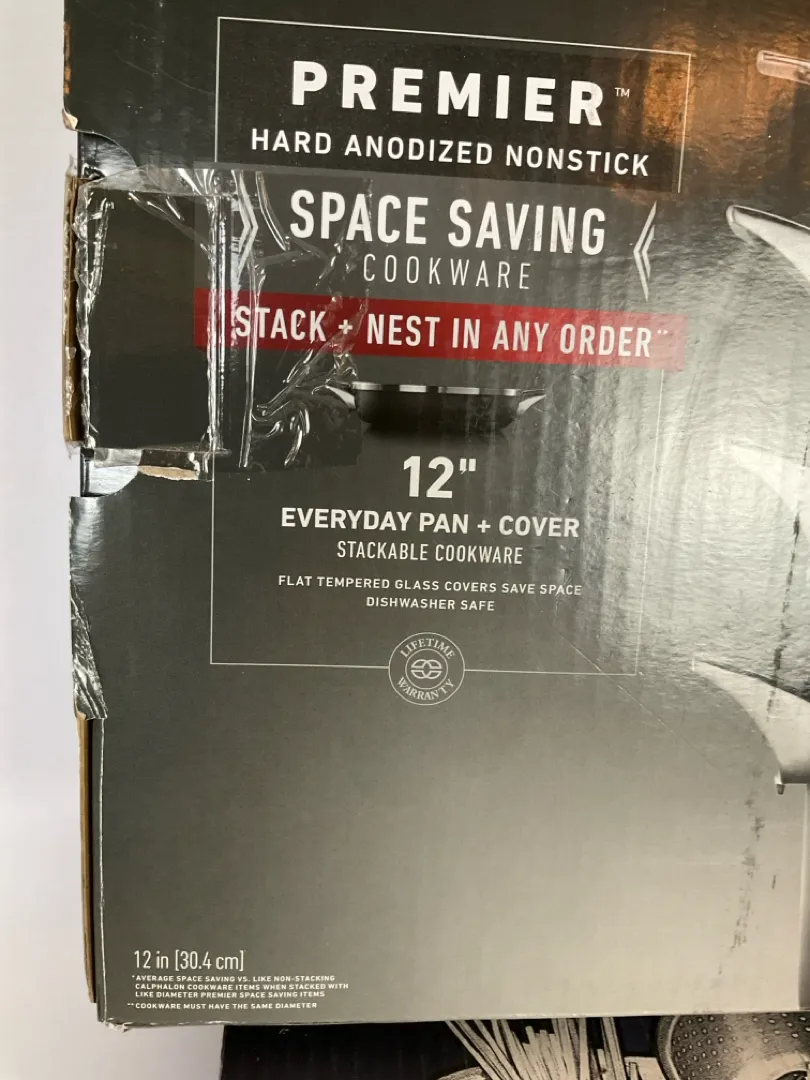 PREMIER™
HARD ANODIZED NONSTICK
SPACE SAVING
COOKWARE
STACK + NEST IN ANY ORDER**
12"
EVERYDAY PAN + COVER
STACKABLE COOKWARE
FLAT TEMPERED GLASS COVERS SAVE SPACE
DISHWASHER SAFE
LIFETIME
WARRANTY
12 in [30.4 cm]
*AVERAGE SPACE SAVING VS. LIKE NON-STACKING
CALPHALON COOKWARE ITEMS WHEN STACKED WITH
LIKE DIAMETER PREMIER SPACE SAVING ITEMS
**COOKWARE MUST HAVE THE SAME DIAMETER